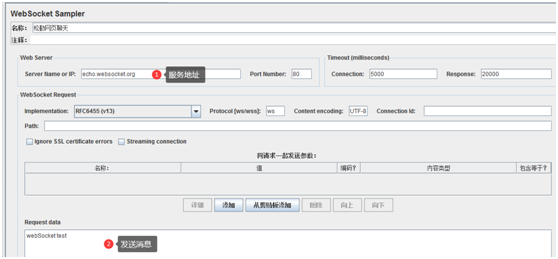 WebSocket Sampler
名称: 松勤网页聊天
注释:
Web Server
Timeout (milliseconds)
Server Name or IP: echo.websocket.org 1 服务地址 Port Number: 80 Connection: 5000 Response: 20000
WebSocket Request
Implementation: RFC6455 (v13) Protocol [ws/wss]: ws Content encoding: UTF-8 Connection Id:
Path:
Ignore SSL certificate errors Streaming connection
同请求一起发送参数:
名称: 值 编码? 内容类型 包含等于?
详细 添加 从剪贴板添加 删除 向上 向下
Request data
webSocket test
2 发送消息